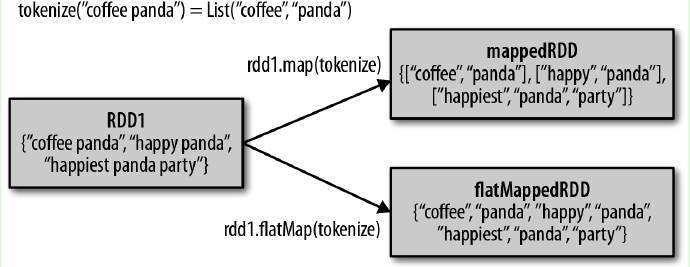 tokenize("coffee panda") = List("coffee", "panda")
rdd1.map(tokenize)
mappedRDD
{["coffee", "panda"], ["happy", "panda"],
["happiest", "panda", "party"]}
RDD1
{"coffee panda", "happy panda",
"happiest panda party"}
rdd1.flatMap(tokenize)
flatMappedRDD
{"coffee", "panda", "happy", "panda",
"happiest", "panda", "party"}